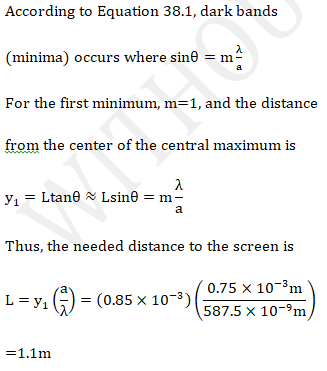 According to Equation 38.1, dark bands
(minima) occurs where sinθ = m λ/a
For the first minimum, m=1, and the distance
from the center of the central maximum is
y₁ = Ltanθ ≈ Lsinθ = m λ/a
Thus, the needed distance to the screen is
L = y₁ (a/λ) = (0.85 × 10⁻³) (0.75 × 10⁻³m / 587.5 × 10⁻⁹m)
=1.1m
WITHOU